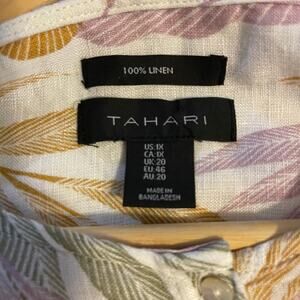 100% LINEN
TAHARI
US:1X
CA:1X
UK:20
EU:46
AU:20
MADE IN
BANGLADESH